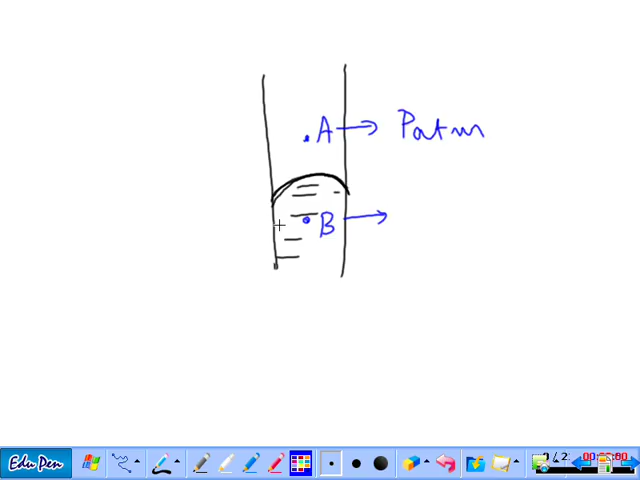 A → Patm
B →
Edu Pen